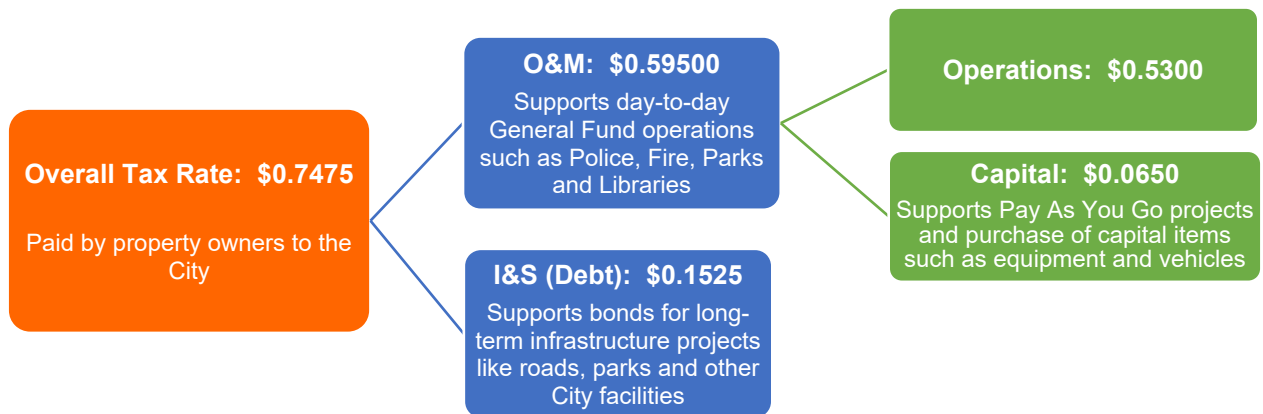 Overall Tax Rate: $0.7475
Paid by property owners to the
City
O&M: $0.59500
Supports day-to-day
General Fund operations
such as Police, Fire, Parks
and Libraries
I&S (Debt): $0.1525
Supports bonds for long-
term infrastructure projects
like roads, parks and other
City facilities
Operations: $0.5300
Capital: $0.0650
Supports Pay As You Go projects
and purchase of capital items
such as equipment and vehicles